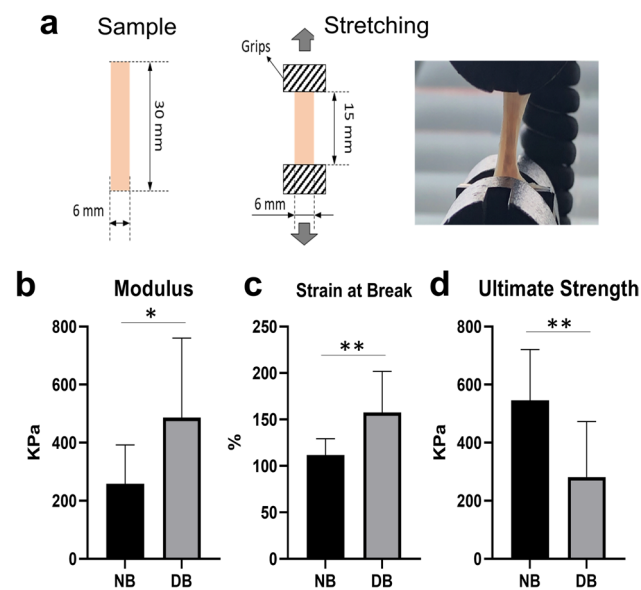 a
Sample
Stretching
Grips
30 mm
15 mm
6 mm
6 mm
b
Modulus
*
KPa
800
600
400
200
0
NB DB
c
Strain at Break
**
%
250
200
150
100
50
0
NB DB
d
Ultimate Strength
**
KPa
800
600
400
200
0
NB DB